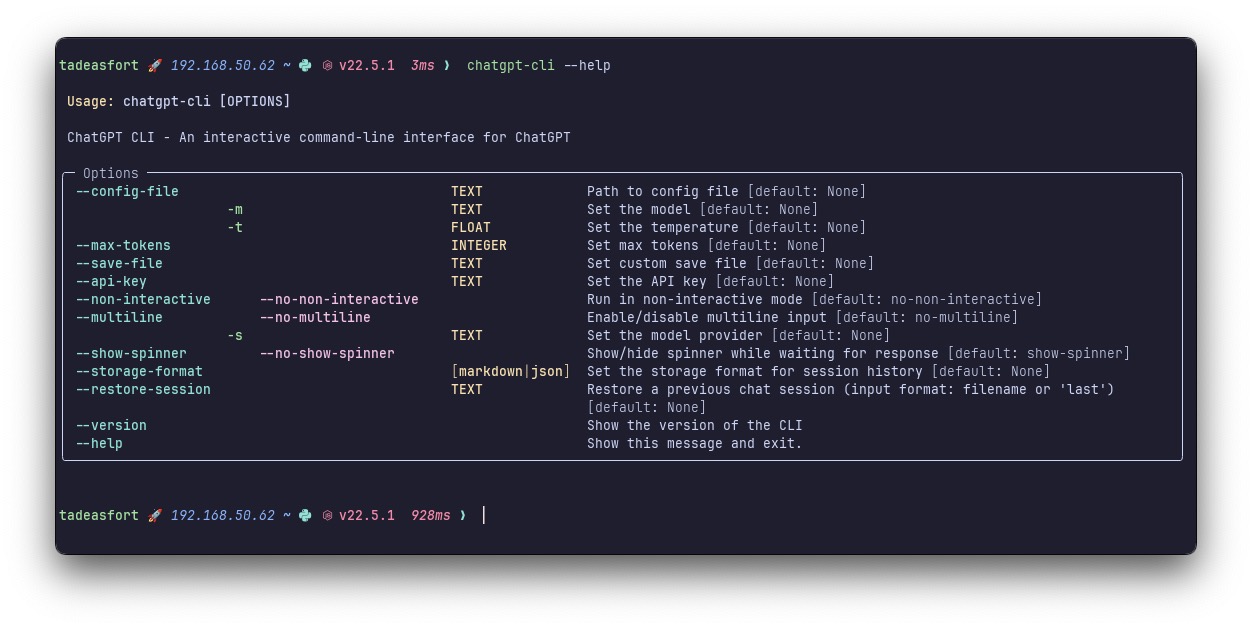 tadeasfort 🚀 192.168.50.62 ~ v22.5.1 3ms ❯ chatgpt-cli --help
Usage: chatgpt-cli [OPTIONS]
ChatGPT CLI - An interactive command-line interface for ChatGPT
Options
--config-file TEXT Path to config file [default: None]
-m TEXT Set the model [default: None]
-t FLOAT Set the temperature [default: None]
--max-tokens INTEGER Set max tokens [default: None]
--save-file TEXT Set custom save file [default: None]
--api-key TEXT Set the API key [default: None]
--non-interactive --no-non-interactive Run in non-interactive mode [default: no-non-interactive]
--multiline --no-multiline Enable/disable multiline input [default: no-multiline]
-s TEXT Set the model provider [default: None]
--show-spinner --no-show-spinner Show/hide spinner while waiting for response [default: show-spinner]
--storage-format [markdown|json] Set the storage format for session history [default: None]
--restore-session TEXT Restore a previous chat session (input format: filename or 'last')
[default: None]
--version Show the version of the CLI
--help Show this message and exit.
tadeasfort 🚀 192.168.50.62 ~ v22.5.1 928ms ❯